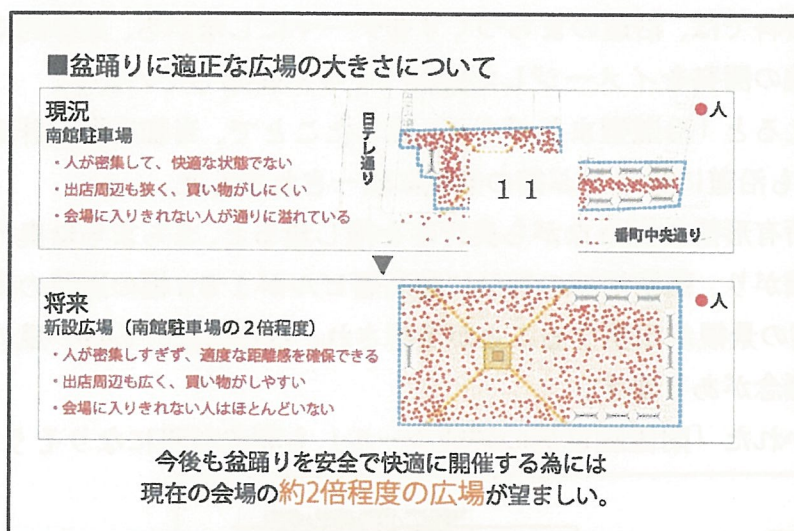 ■盆踊りに適正な広場の大きさについて
現況
南館駐車場
・人が密集して、快適な状態でない
・出店周辺も狭く、買い物がしにくい
・会場に入りきれない人が通りに溢れている
日テレ通り
●人
11
番町中央通り
▼
将来
新設広場（南館駐車場の2倍程度）
・人が密集しすぎず、適度な距離感を確保できる
・出店周辺も広く、買い物がしやすい
・会場に入りきれない人はほとんどいない
●人
今後も盆踊りを安全で快適に開催する為には
現在の会場の約2倍程度の広場が望ましい。